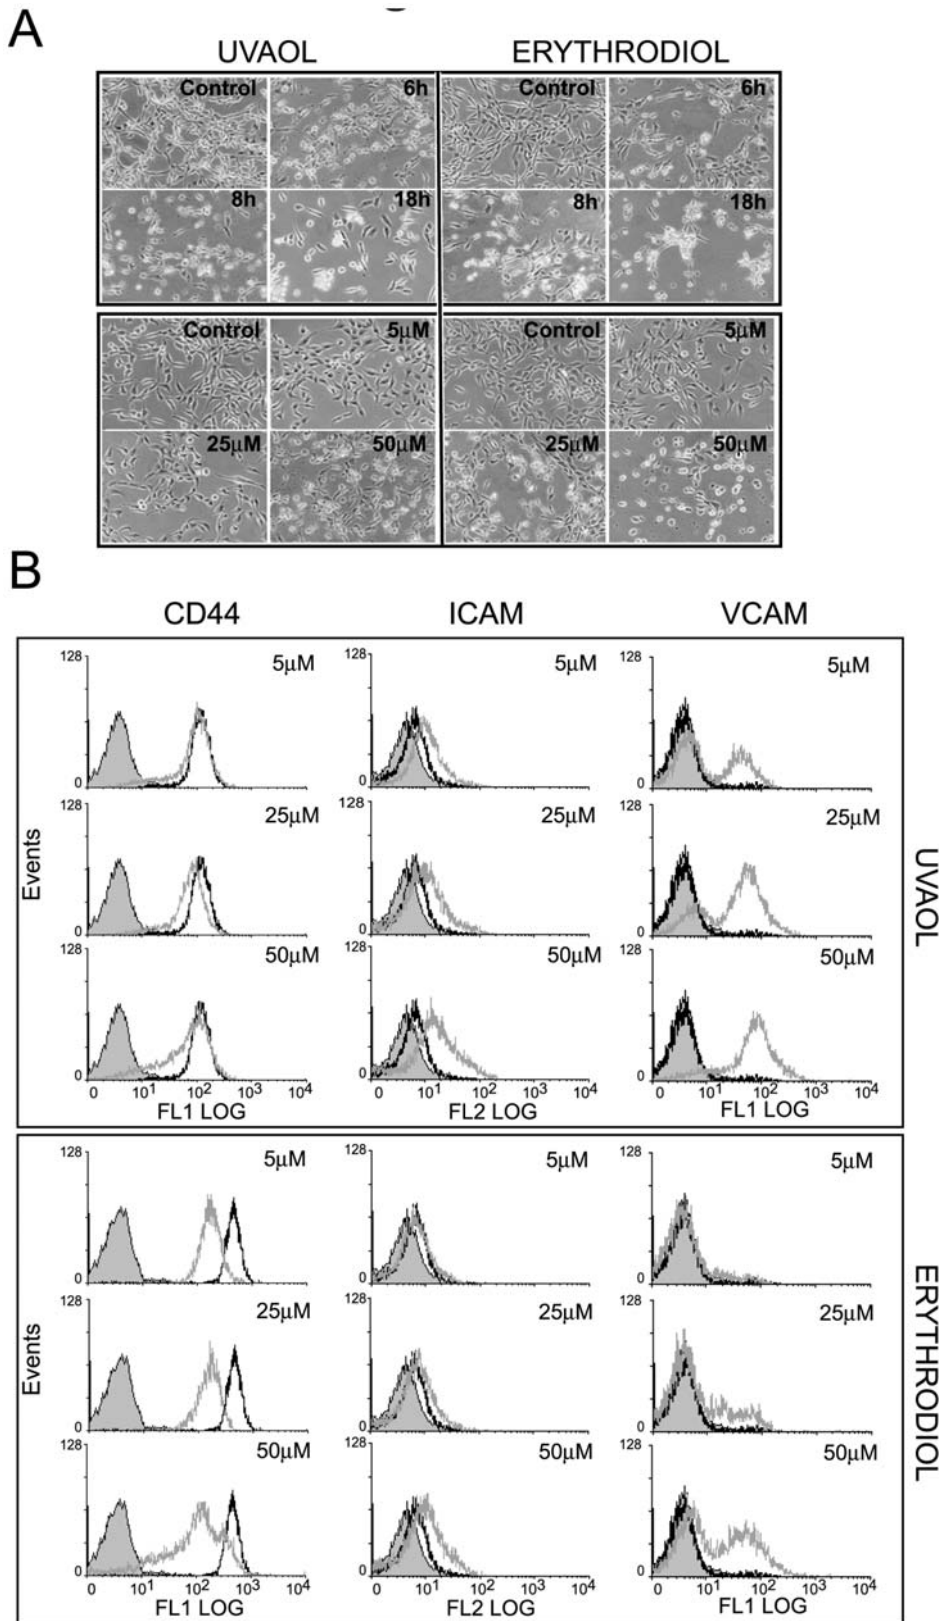 A
UVAOL ERYTHRODIOL
Control 6h Control 6h
8h 18h 8h 18h
Control 5μM Control 5μM
25μM 50μM 25μM 50μM
B
CD44 ICAM VCAM
128 5μM 128 5μM 128 5μM
0 0 0
128 25μM 128 25μM 128 25μM
Events
0 0 0
UVAOL
128 50μM 128 50μM 128 50μM
0 0 0
0 10¹ 10² 10³ 10⁴ 0 10¹ 10² 10³ 10⁴ 0 10¹ 10² 10³ 10⁴
FL1 LOG FL2 LOG FL1 LOG
128 5μM 128 5μM 128 5μM
0 0 0
128 25μM 128 25μM 128 25μM
Events
0 0 0
ERYTHRODIOL
128 50μM 128 50μM 128 50μM
0 0 0
0 10¹ 10² 10³ 10⁴ 0 10¹ 10² 10³ 10⁴ 0 10¹ 10² 10³ 10⁴
FL1 LOG FL2 LOG FL1 LOG